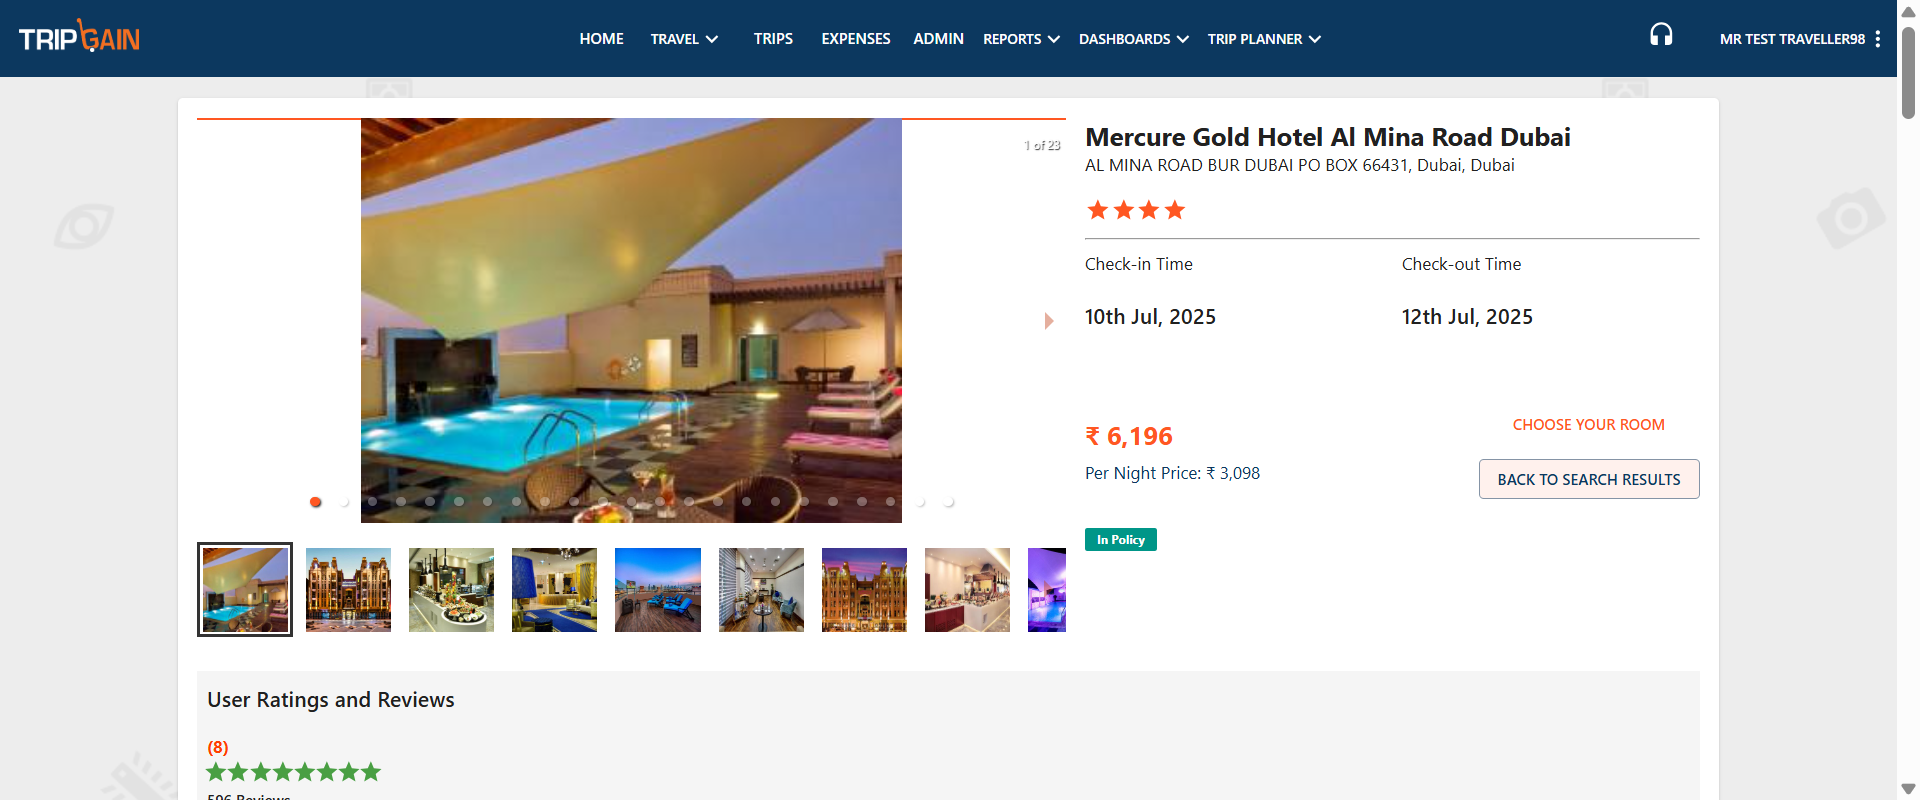 TRIPGAIN
HOME TRAVEL TRIPS EXPENSES ADMIN REPORTS DASHBOARDS TRIP PLANNER
MR TEST TRAVELLER98
1 of 23
Mercure Gold Hotel Al Mina Road Dubai
AL MINA ROAD BUR DUBAI PO BOX 66431, Dubai, Dubai
Check-in Time
Check-out Time
10th Jul, 2025
12th Jul, 2025
₹ 6,196
CHOOSE YOUR ROOM
Per Night Price: ₹ 3,098
BACK TO SEARCH RESULTS
In Policy
User Ratings and Reviews
(8)
596 Reviews